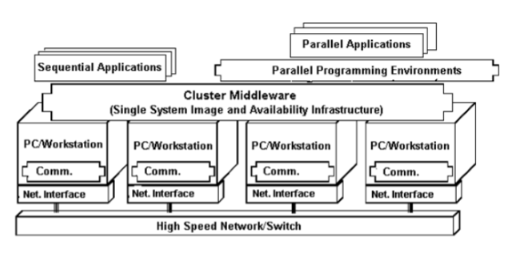 Parallel Applications
Sequential Applications
Parallel Programming Environments
Cluster Middleware
(Single System Image and Availability Infrastructure)
PC/Workstation
PC/Workstation
PC/Workstation
PC/Workstation
Comm.
Comm.
Comm.
Comm.
Net. Interface
Net. Interface
Net. Interface
Net. Interface
High Speed Network/Switch